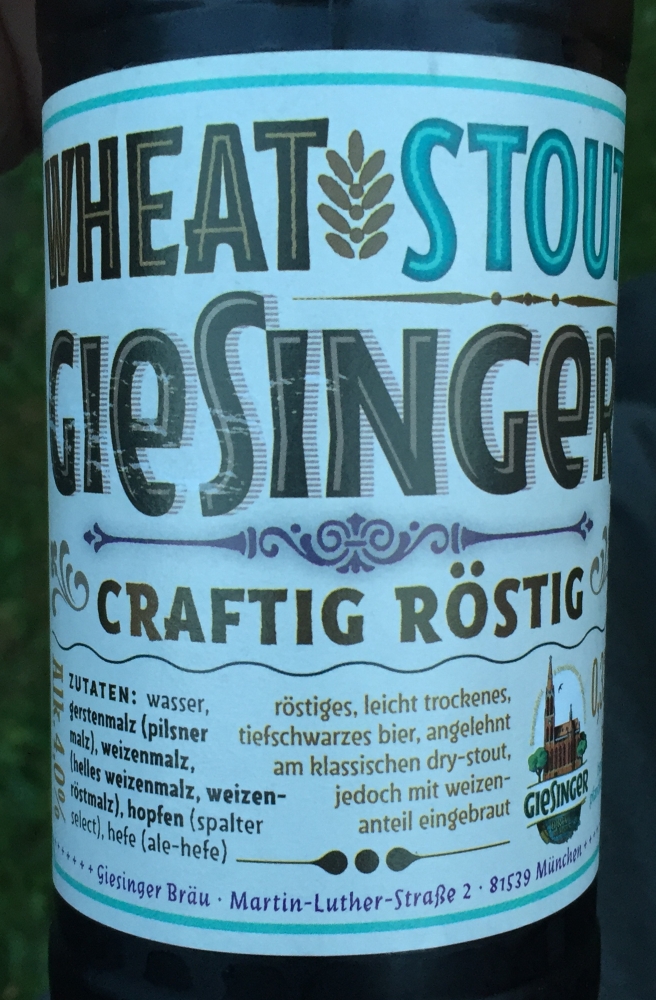 WHEAT STOUT
GIESINGER
CRAFTIG RÖSTIG
Alk. 4.0%
ZUTATEN: wasser,
gerstenmalz (pilsner
malz), weizenmalz,
(helles weizenmalz, weizen-
röstmalz), hopfen (spalter
select), hefe (ale-hefe)
röstiges, leicht trockenes,
tiefschwarzes bier, angelehnt
am klassischen dry-stout,
jedoch mit weizen-
anteil eingebraut
GIESINGER
Giesinger Bräu · Martin-Luther-Straße 2 · 81539 München